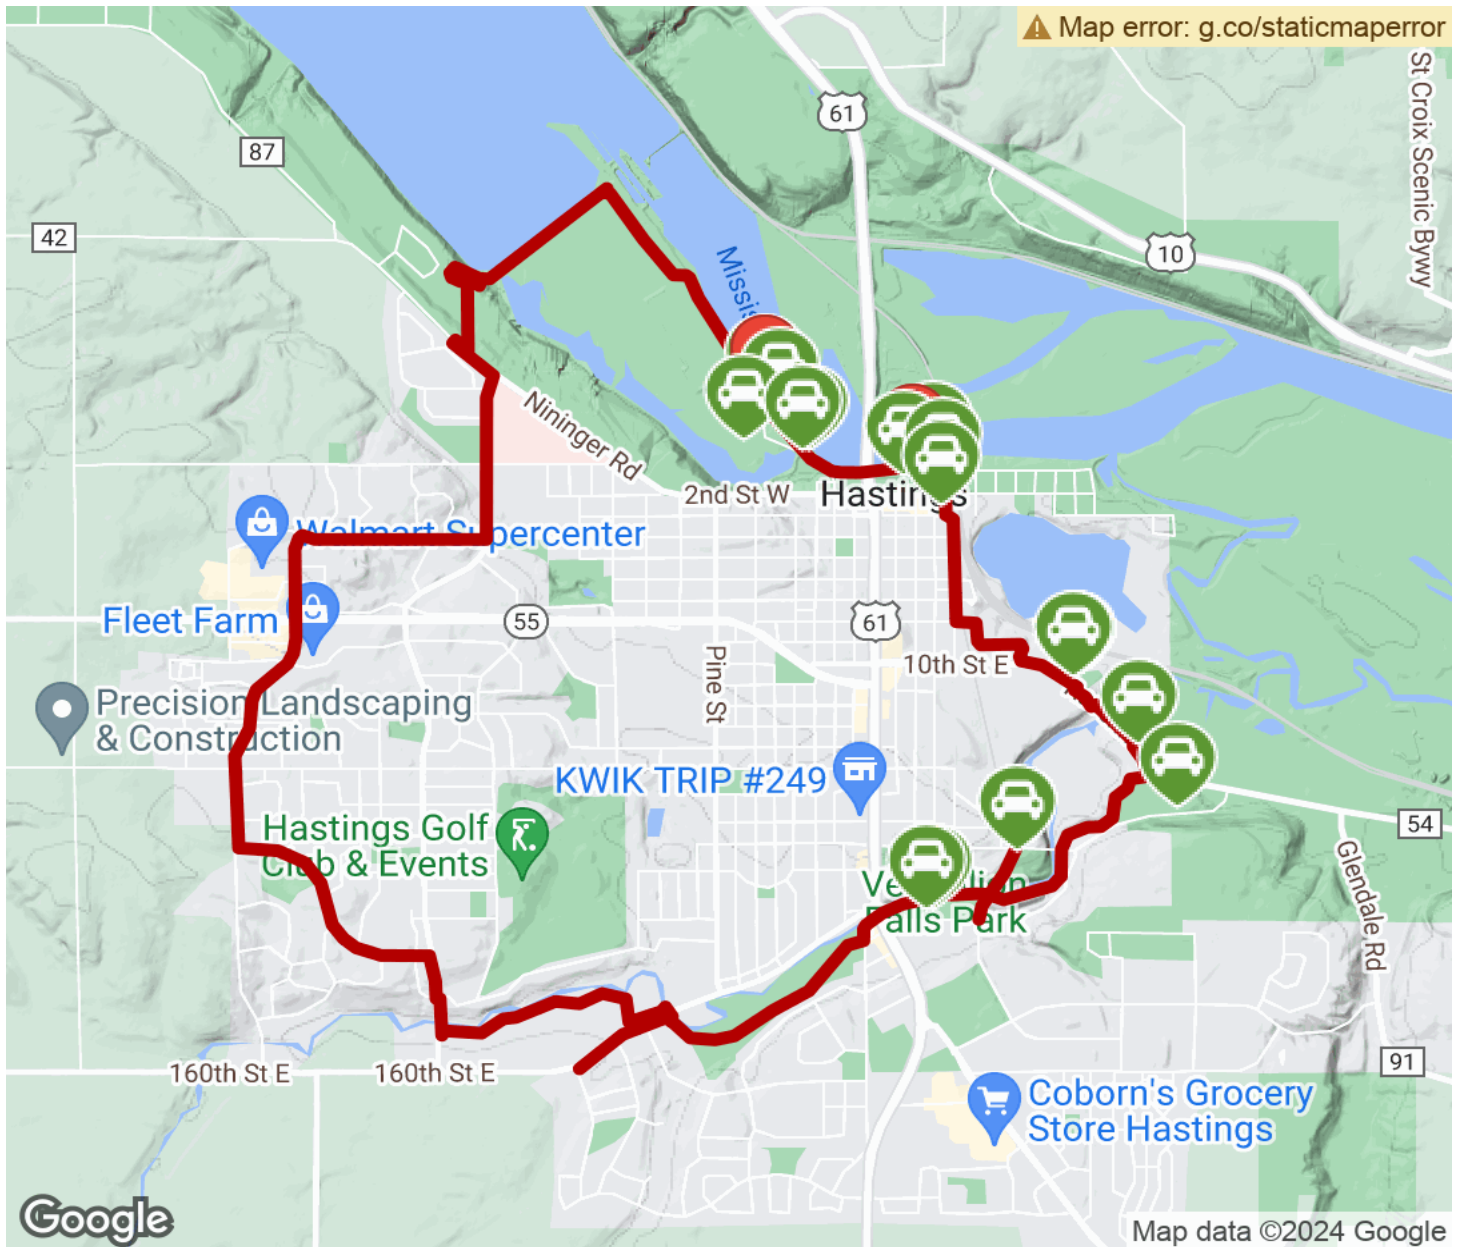 Map error: g.co/staticmaperror
St Croix Scenic Bywy
61
87
42
10
Missis
Nininger Rd
2nd St W
Hastings
Walmart Supercenter
Fleet Farm
55
61
Pine St
10th St E
Precision Landscaping
& Construction
KWIK TRIP #249
Hastings Golf
Club & Events
54
Glendale Rd
Vermillion
Falls Park
160th St E
160th St E
91
Coborn's Grocery
Store Hastings
Google
Map data ©2024 Google